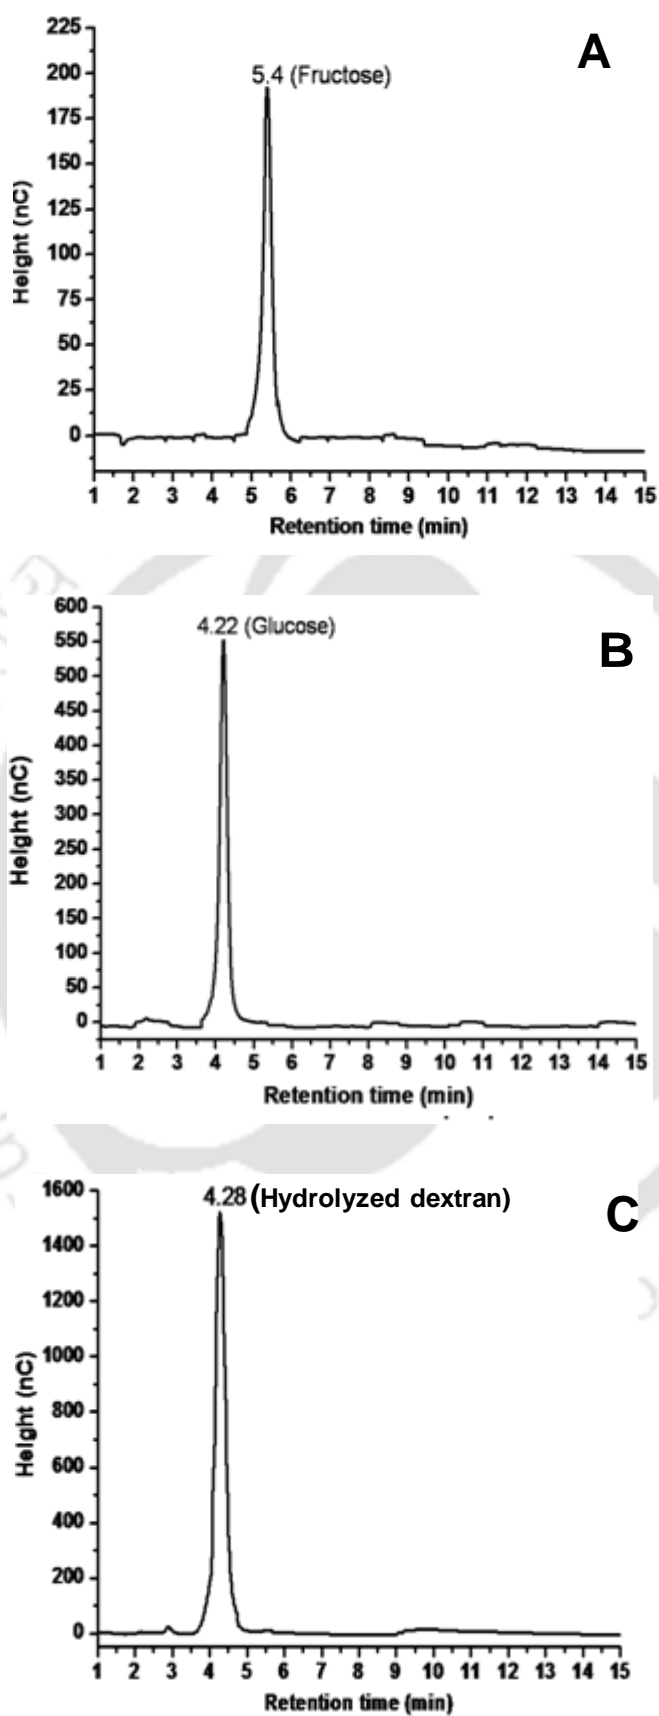 A
5.4 (Fructose)
225
200
175
150
125
100
75
50
25
0
Height (nC)
1 2 3 4 5 6 7 8 9 10 11 12 13 14 15
Retention time (min)
B
4.22 (Glucose)
600
550
500
450
400
350
300
250
200
150
100
50
0
Height (nC)
1 2 3 4 5 6 7 8 9 10 11 12 13 14 15
Retention time (min)
C
4.28 (Hydrolyzed dextran)
1600
1400
1200
1000
800
600
400
200
0
Height (nC)
1 2 3 4 5 6 7 8 9 10 11 12 13 14 15
Retention time (min)